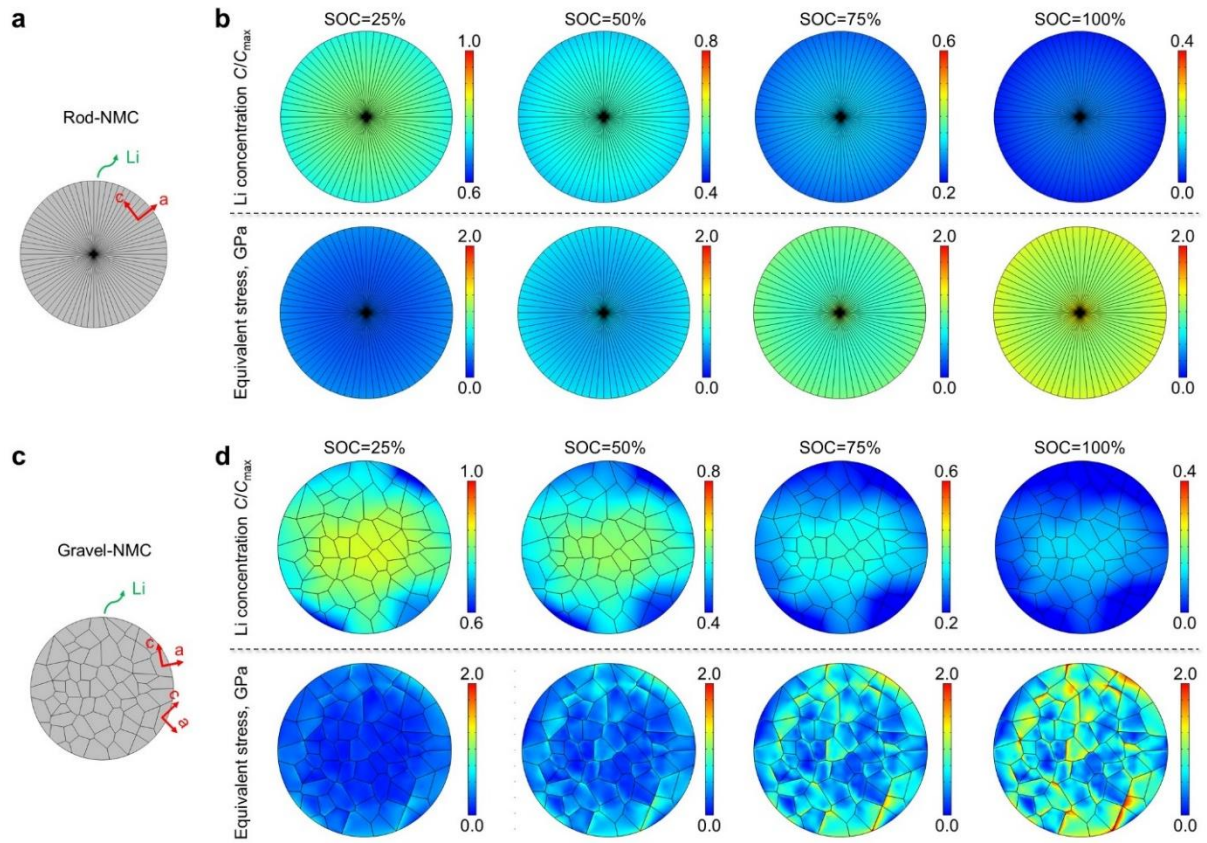 a
Rod-NMC
Li
c
a
b
SOC=25%
SOC=50%
SOC=75%
SOC=100%
Li concentration C/Cmax
1.0
0.6
0.8
0.4
0.6
0.2
0.4
0.0
Equivalent stress, GPa
2.0
0.0
2.0
0.0
2.0
0.0
2.0
0.0
c
Gravel-NMC
Li
c
a
c
a
d
SOC=25%
SOC=50%
SOC=75%
SOC=100%
Li concentration C/Cmax
1.0
0.6
0.8
0.4
0.6
0.2
0.4
0.0
Equivalent stress, GPa
2.0
0.0
2.0
0.0
2.0
0.0
2.0
0.0